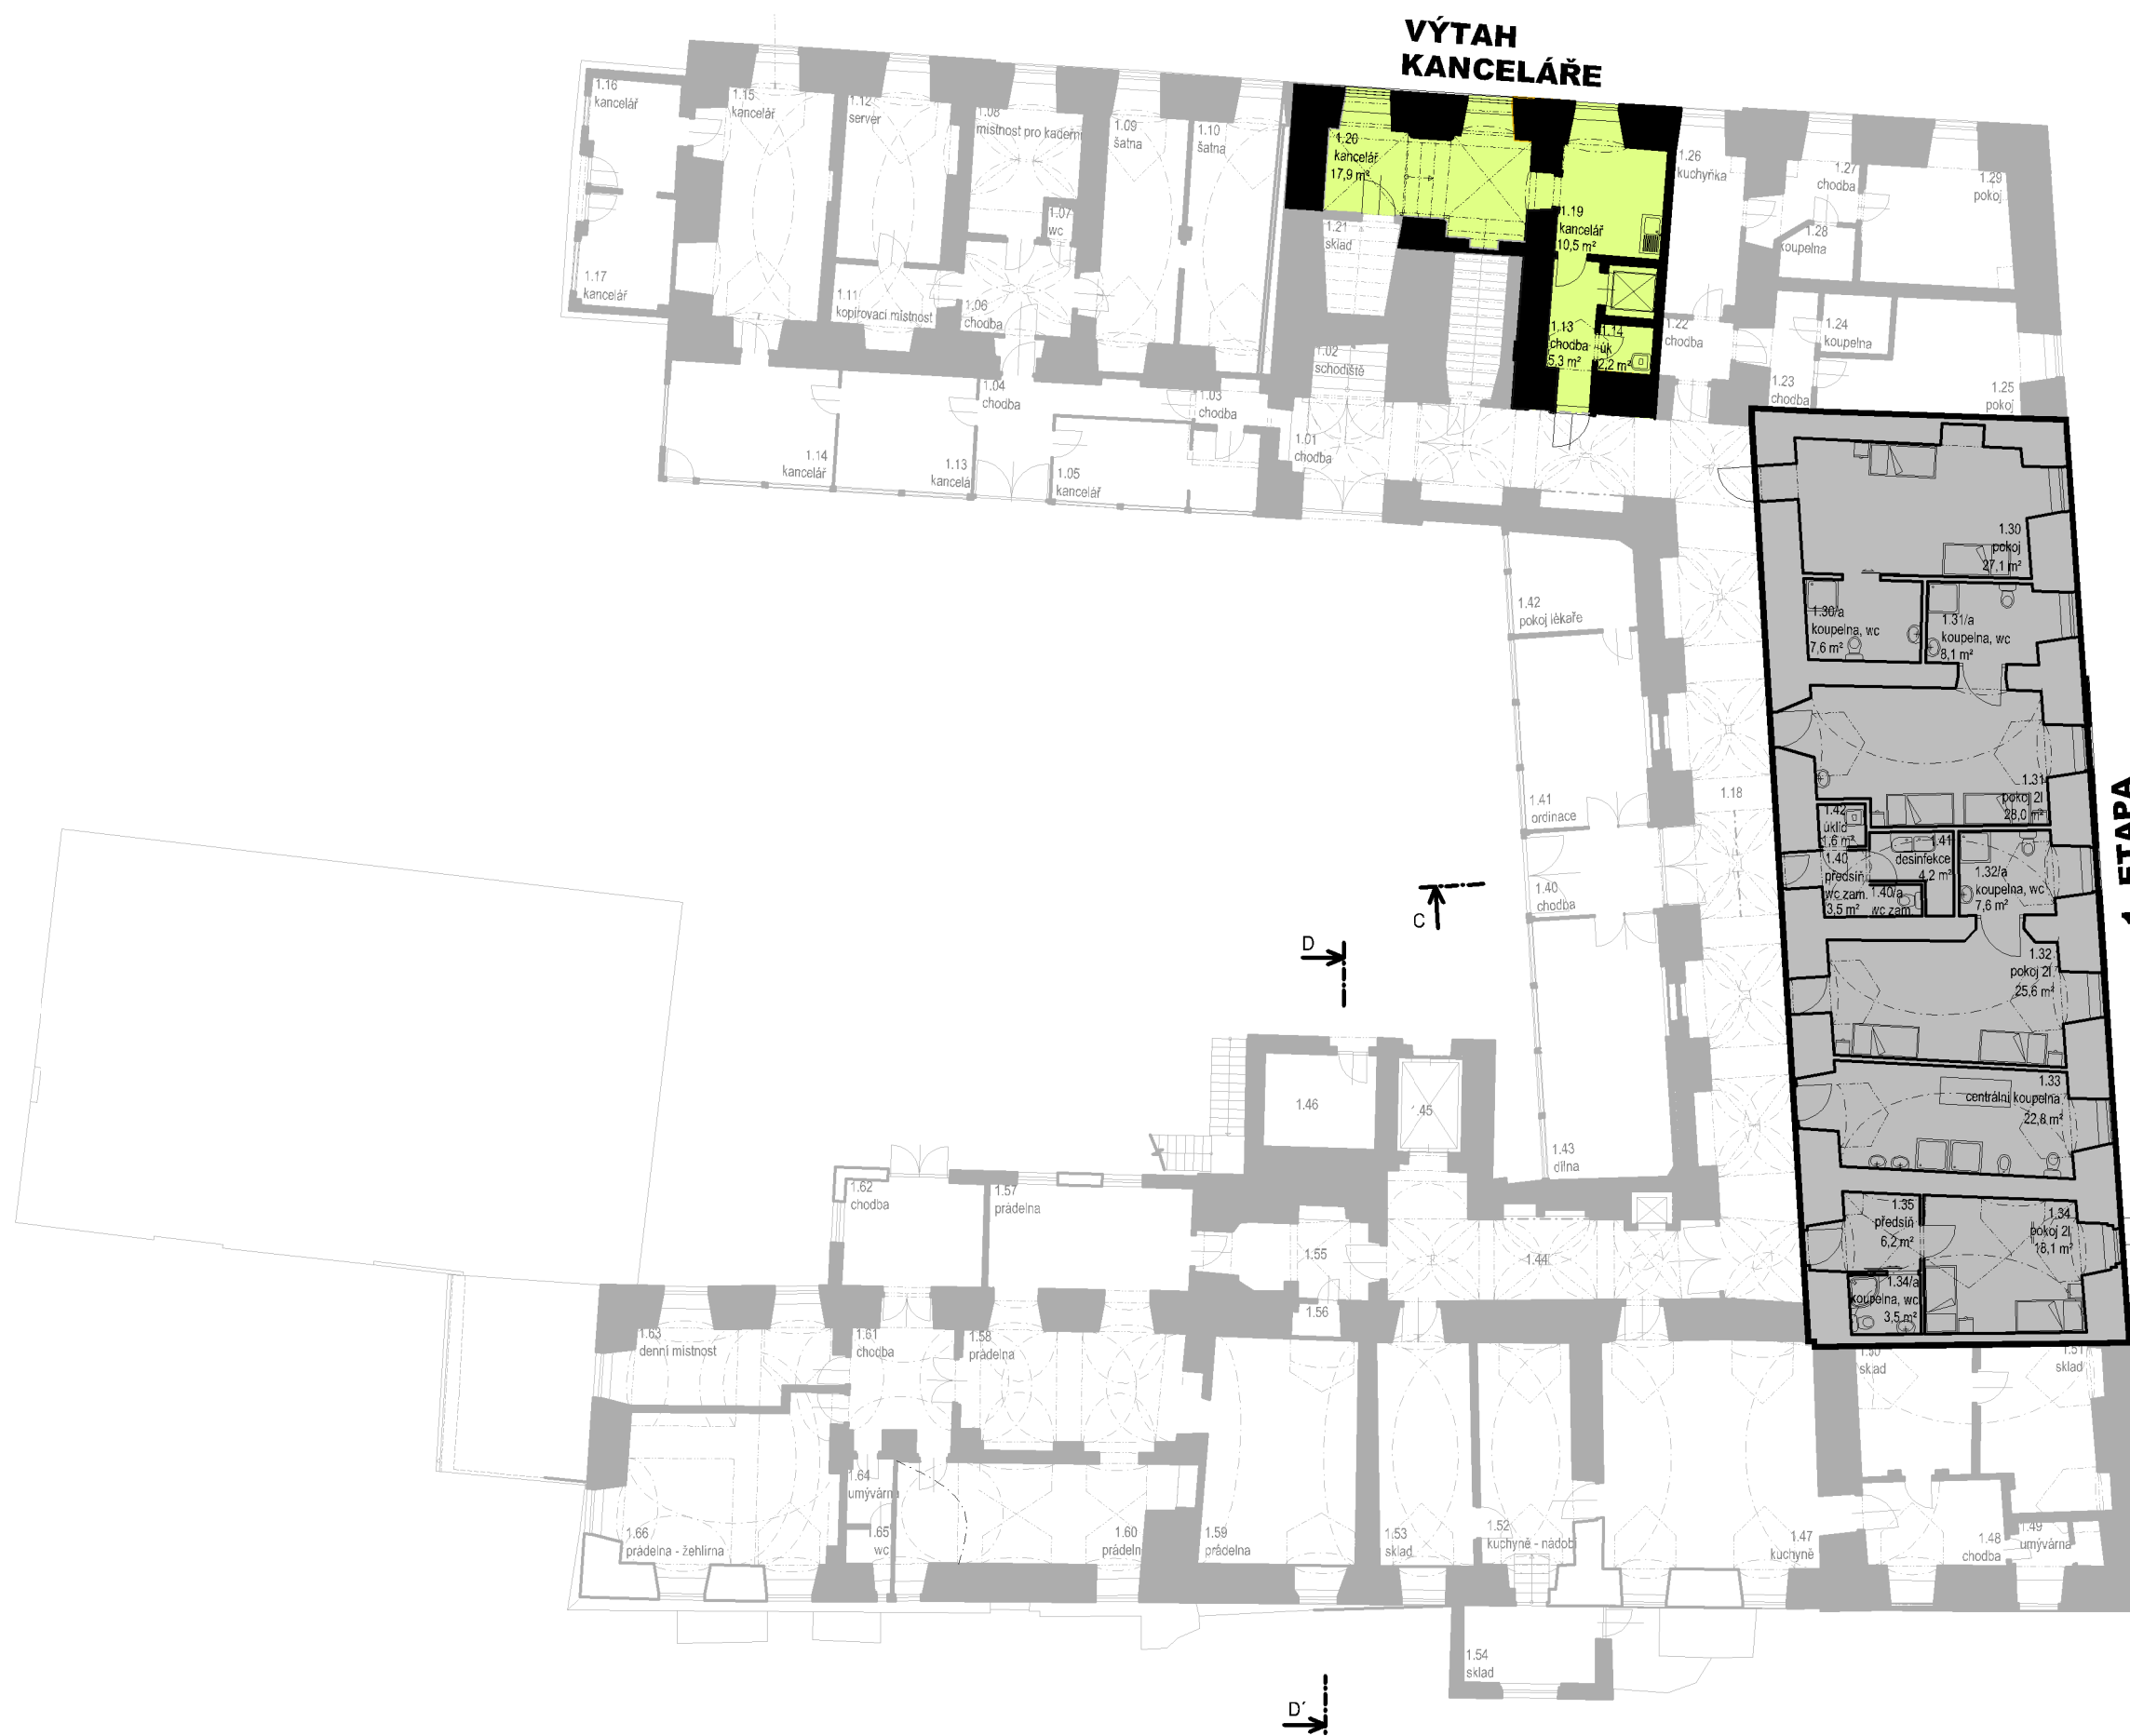 VÝTAH
KANCELÁŘE
1.16
kancelář
1.15
kancelář
1.12
server
1.08
místnost pro kadeřní
1.09
šatna
1.10
šatna
1.20
kancelář
17,9 m²
1.26
kuchyňka
1.27
chodba
1.29
pokoj
1.07
wc
1.21
sklad
1.19
kancelář
10,5 m²
1.28
koupelna
1.17
kancelář
1.11
kopírovací místnost
1.06
chodba
1.02
schodiště
1.13
chodba
5,3 m²
1.14
úk
2,2 m²
1.22
chodba
1.24
koupelna
1.04
chodba
1.03
chodba
1.23
chodba
1.25
pokoj
1.01
chodba
1.14
kancelář
1.13
kancelá
1.05
kancelář
1.30
pokoj
27,1 m²
1.42
pokoj lékaře
1.30/a
koupelna, wc
7,6 m²
1.31/a
koupelna, wc
8,1 m²
1.18
1.31
pokoj 2l
28,0 m²
1. ETAPA
1.41
ordinace
1.42
úklid
1,6 m²
1.41
desinfekce
4,2 m²
1.40
předsíň
wc zam.
3,5 m²
1.40/a
wc zam.
1.32/a
koupelna, wc
7,6 m²
1.40
chodba
C
D
1.32
pokoj 2l
25,6 m²
1.33
centrální koupelna
22,8 m²
1.46
1.45
1.43
dílna
1.62
chodba
1.57
prádelna
1.35
předsíň
6,2 m²
1.34
pokoj 2l
18,1 m²
1.55
1.44
1.34/a
koupelna, wc
3,5 m²
1.56
1.63
denní místnost
1.61
chodba
1.58
prádelna
1.50
sklad
1.51
sklad
1.64
umývárna
1.66
prádelna - žehlírna
1.65
wc
1.60
prádeln
1.59
prádelna
1.53
sklad
1.52
kuchyně - nádobí
1.47
kuchyně
1.48
chodba
1.49
umývárna
1.54
sklad
D´